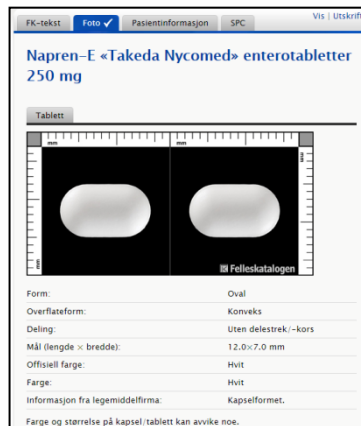 FK-tekst Foto ✓ Pasientinformasjon SPC Vis | Utskrift
Napren-E «Takeda Nycomed» enterotabletter
250 mg
Tablett
mm mm
mm mm
Felleskatalogen
Form: Oval
Overflateform: Konveks
Deling: Uten delestrek/-kors
Mål (lengde × bredde): 12.0×7.0 mm
Offisiell farge: Hvit
Farge: Hvit
Informasjon fra legemiddelfirma: Kapselformet.
Farge og størrelse på kapsel/tablett kan avvike noe.